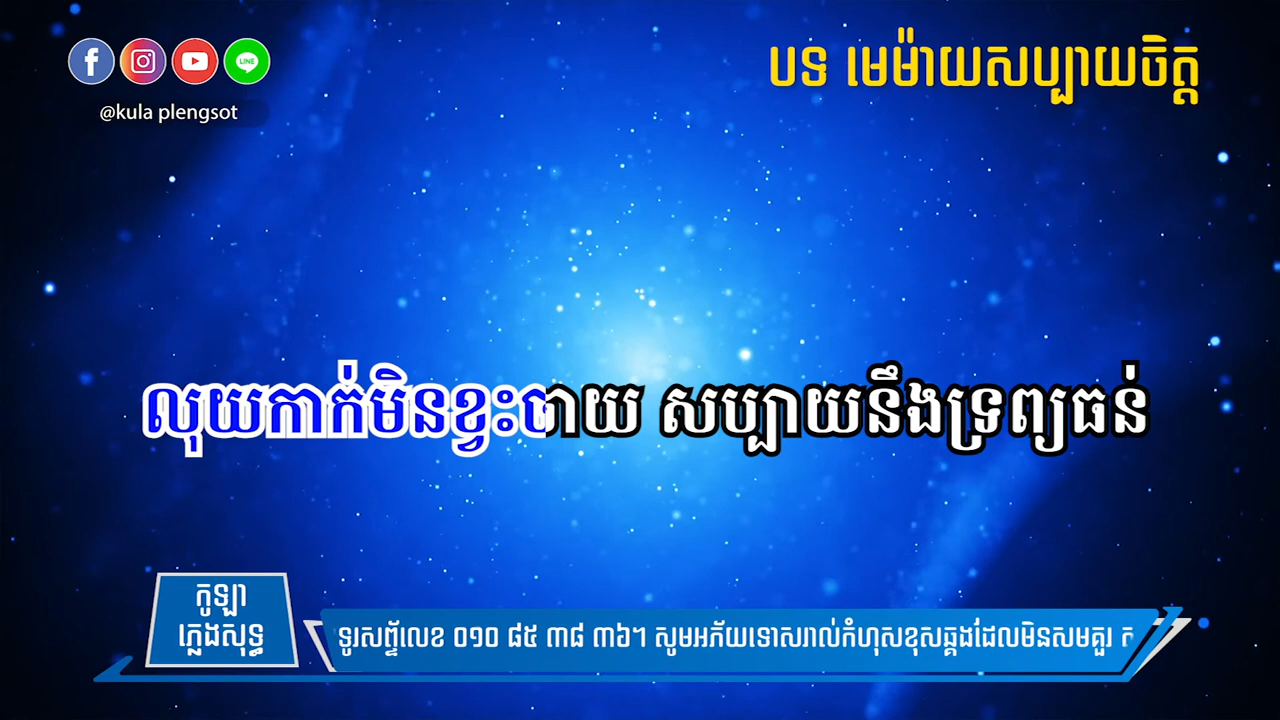 @kula plengsot
បទ មេម៉ាយសប្បាយចិត្ត
លុយកាក់មិនខ្វះចាយ សប្បាយនឹងទ្រព្យធន់
កូឡា
ភ្លេងសុទ្ធ
ទូរសព្ទ័លេខ ០១០ ៨៥ ៣៨ ៣៦។ សូមអភ័យទោសរាល់កំហុសខុសឆ្គងដែលមិនសមគួរ